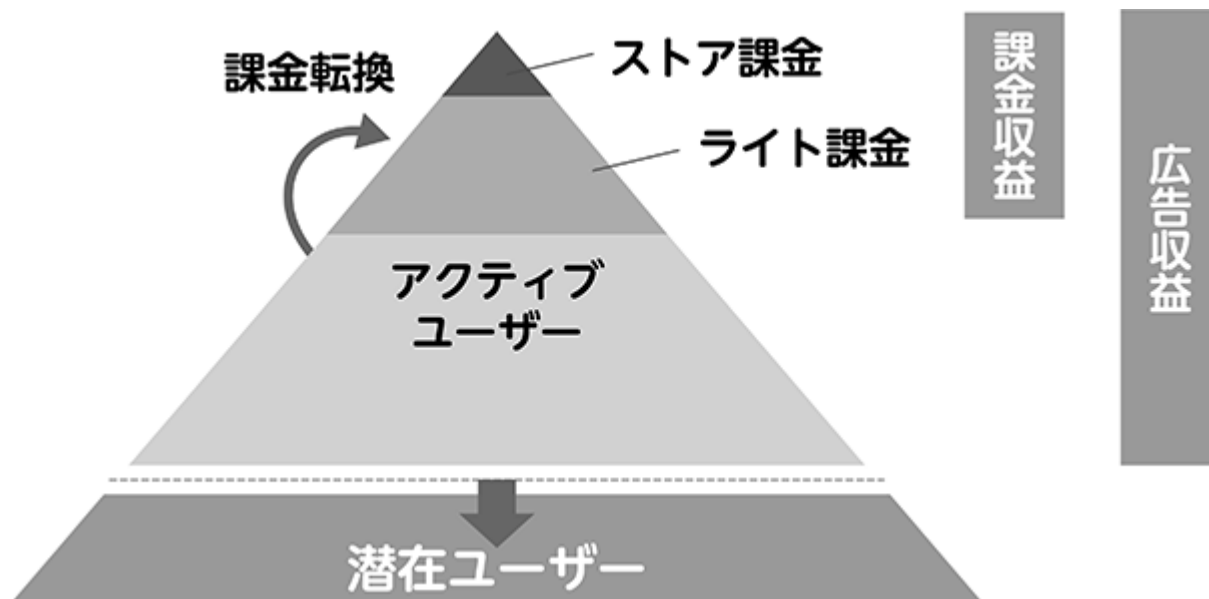 課金転換
ストア課金
ライト課金
アクティブ
ユーザー
潜在ユーザー
課金収益
広告収益